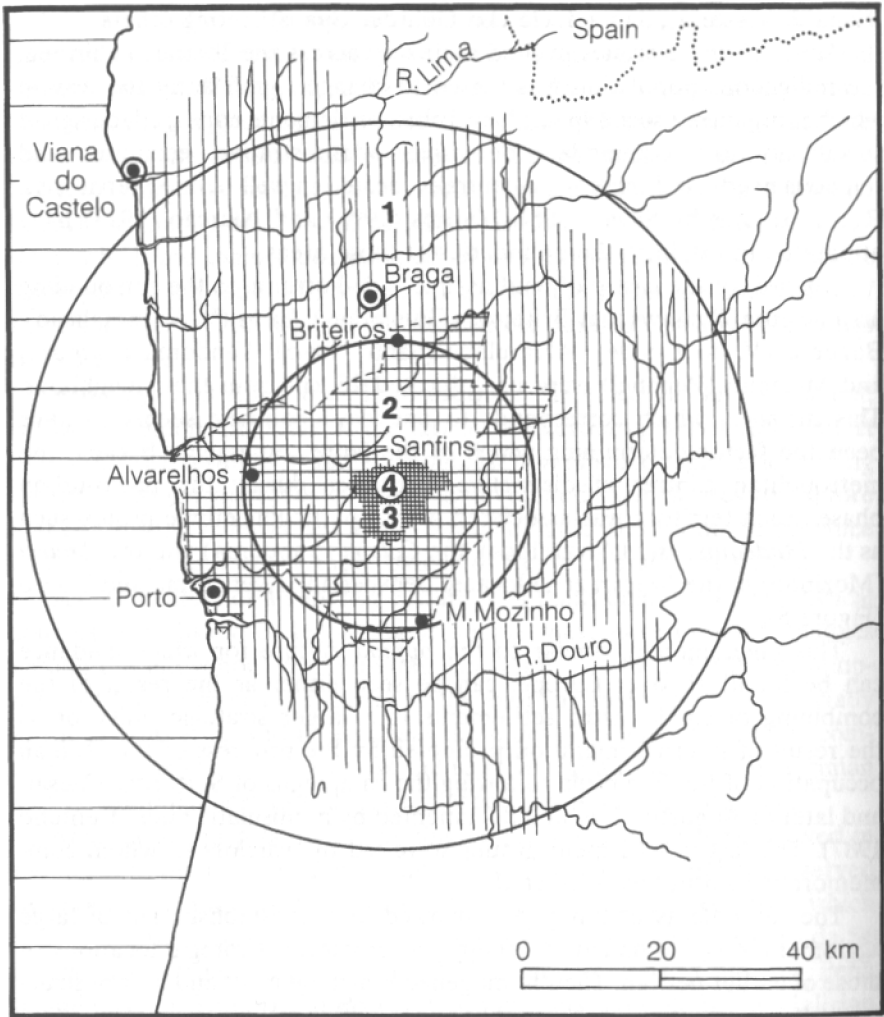 Spain
R. Lima
Viana
do
Castelo
1
Braga
Briteiros
2
Sanfins
Alvarelhos
4
3
Porto
M.Mozinho
R.Douro
0 20 40 km